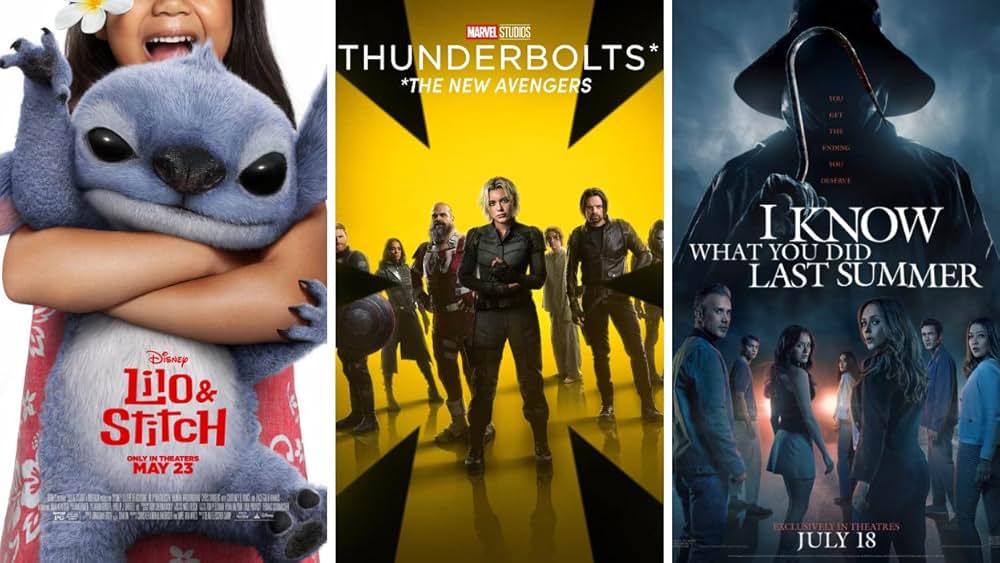 Disney
Lilo &
Stitch
ONLY IN THEATERS
MAY 23
MARVEL STUDIOS
THUNDERBOLTS*
*THE NEW AVENGERS
YOU
GET
THE
ENDING
YOU
DESERVE
I KNOW
WHAT YOU DID
LAST SUMMER
EXCLUSIVELY IN THEATRES
JULY 18